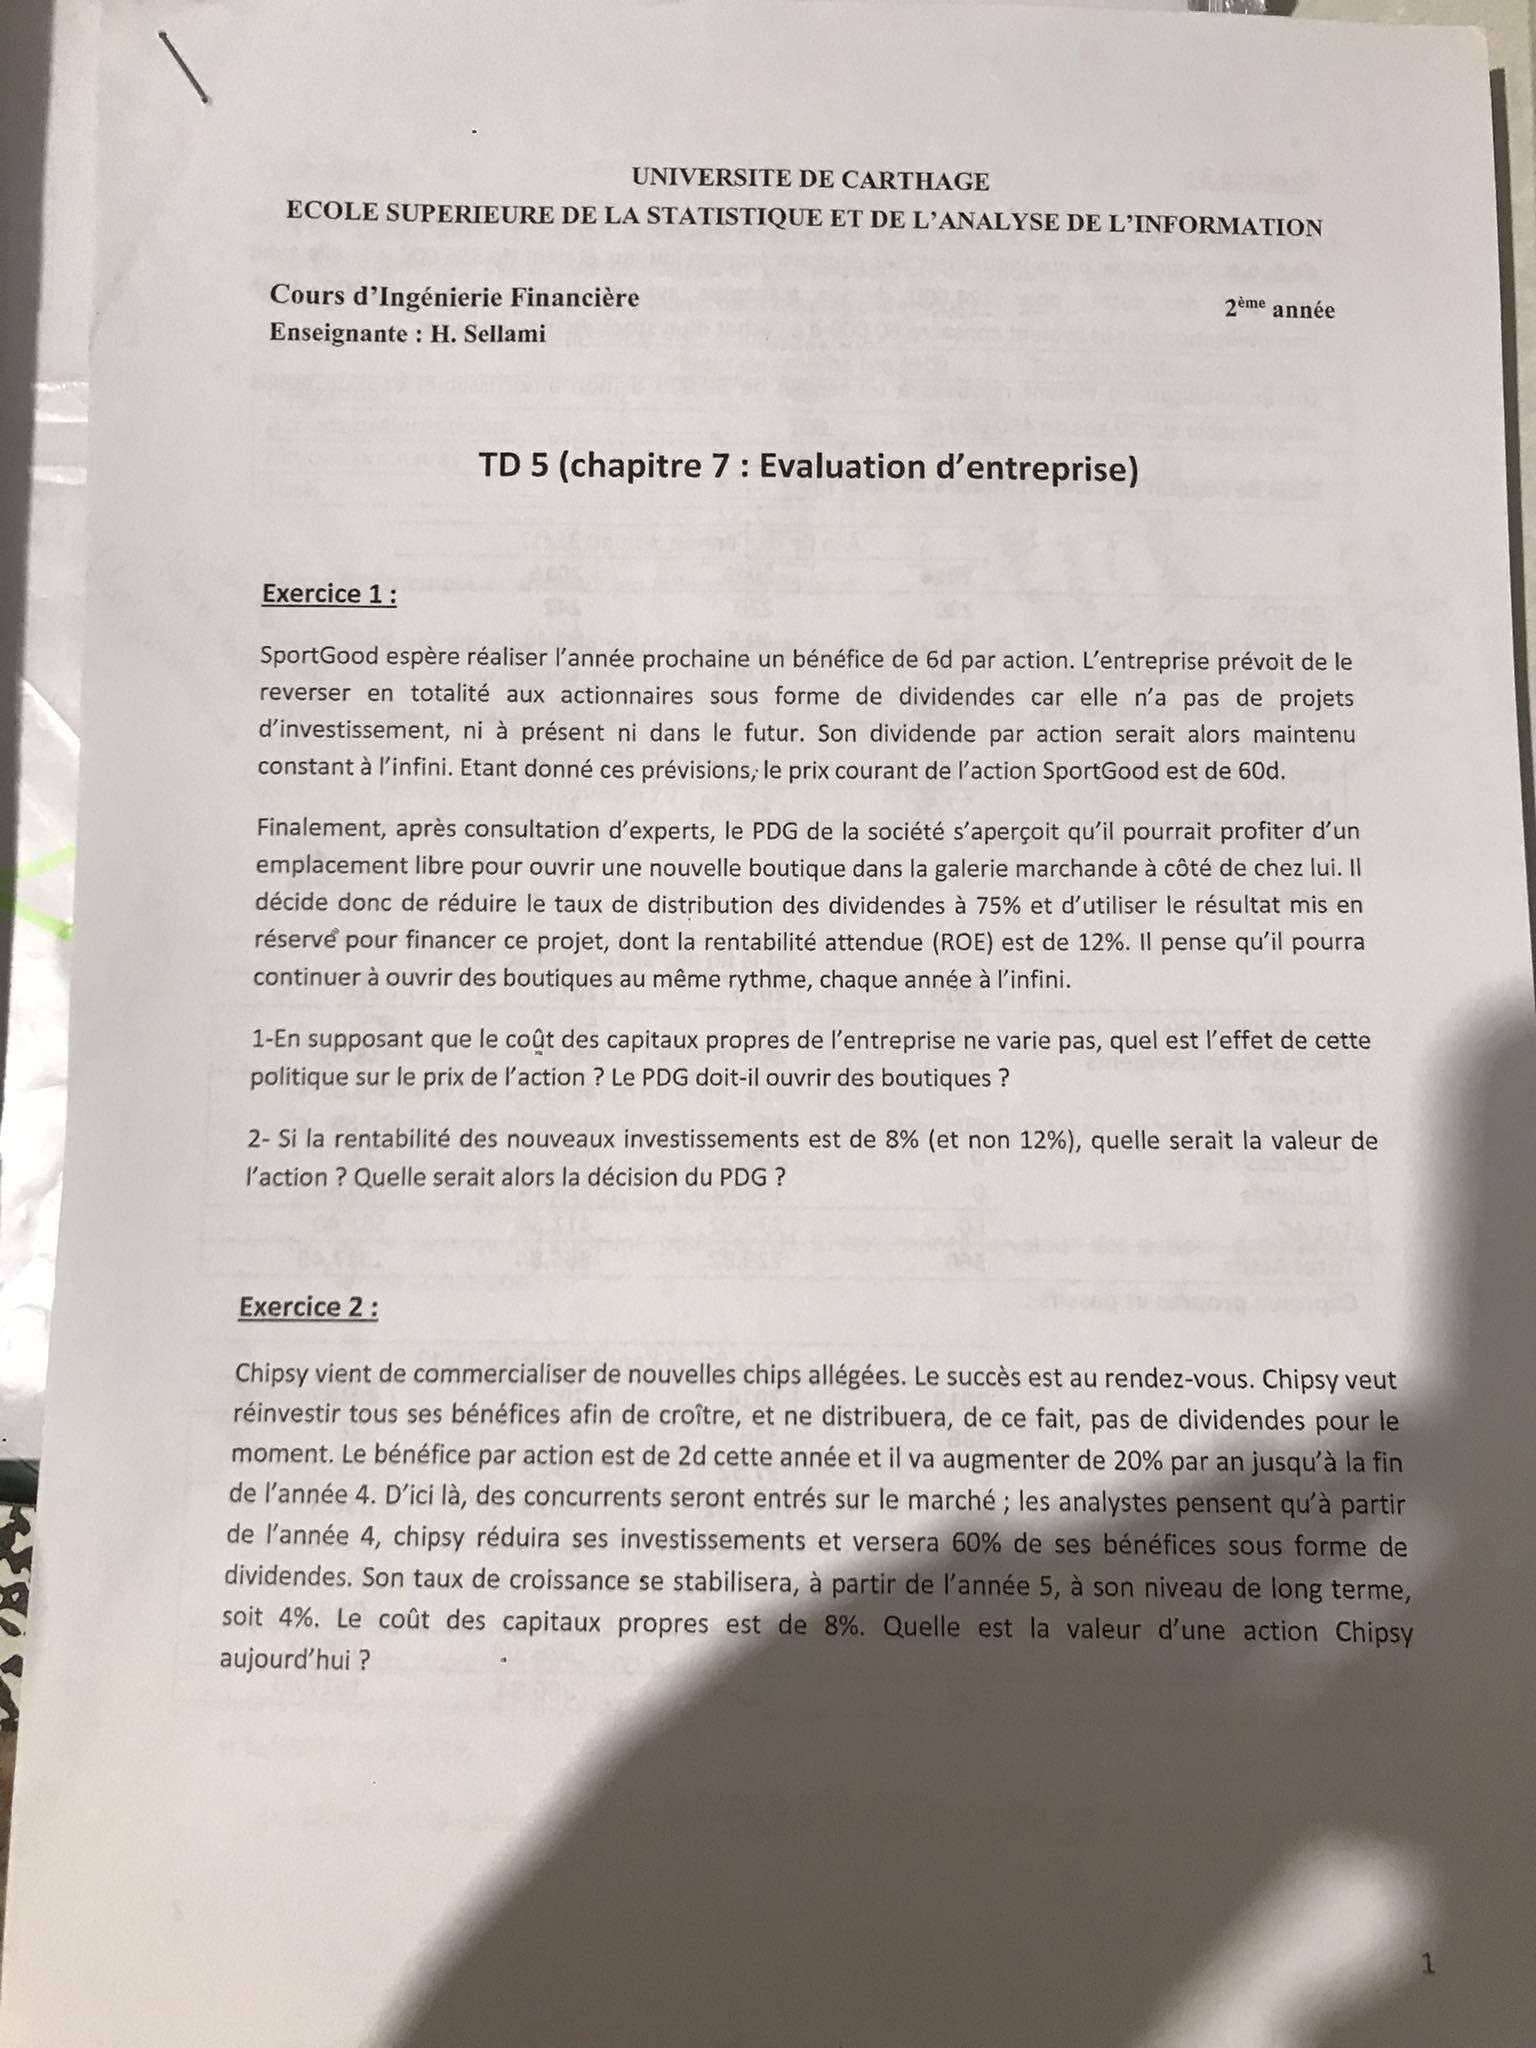 UNIVERSITE DE CARTHAGE
ECOLE SUPERIEURE DE LA STATISTIQUE ET DE L'ANALYSE DE L'INFORMATION
Cours d'Ingénierie Financière
2ème année
Enseignante : H. Sellami
TD 5 (chapitre 7 : Evaluation d'entreprise)
Exercice 1 :
SportGood espère réaliser l'année prochaine un bénéfice de 6d par action. L'entreprise prévoit de le
reverser en totalité aux actionnaires sous forme de dividendes car elle n'a pas de projets
d'investissement, ni à présent ni dans le futur. Son dividende par action serait alors maintenu
constant à l'infini. Etant donné ces prévisions, le prix courant de l'action SportGood est de 60d.
Finalement, après consultation d'experts, le PDG de la société s'aperçoit qu'il pourrait profiter d'un
emplacement libre pour ouvrir une nouvelle boutique dans la galerie marchande à côté de chez lui. Il
décide donc de réduire le taux de distribution des dividendes à 75% et d'utiliser le résultat mis en
réservé pour financer ce projet, dont la rentabilité attendue (ROE) est de 12%. Il pense qu'il pourra
continuer à ouvrir des boutiques au même rythme, chaque année à l'infini.
1-En supposant que le coût des capitaux propres de l'entreprise ne varie pas, quel est l'effet de cette
politique sur le prix de l'action ? Le PDG doit-il ouvrir des boutiques ?
2- Si la rentabilité des nouveaux investissements est de 8% (et non 12%), quelle serait la valeur de
l'action ? Quelle serait alors la décision du PDG ?
Exercice 2 :
Chipsy vient de commercialiser de nouvelles chips allégées. Le succès est au rendez-vous. Chipsy veut
réinvestir tous ses bénéfices afin de croître, et ne distribuera, de ce fait, pas de dividendes pour le
moment. Le bénéfice par action est de 2d cette année et il va augmenter de 20% par an jusqu'à la fin
de l'année 4. D'ici là, des concurrents seront entrés sur le marché ; les analystes pensent qu'à partir
de l'année 4, chipsy réduira ses investissements et versera 60% de ses bénéfices sous forme de
dividendes. Son taux de croissance se stabilisera, à partir de l'année 5, à son niveau de long terme,
soit 4%. Le coût des capitaux propres est de 8%. Quelle est la valeur d'une action Chipsy
aujourd'hui ?
1